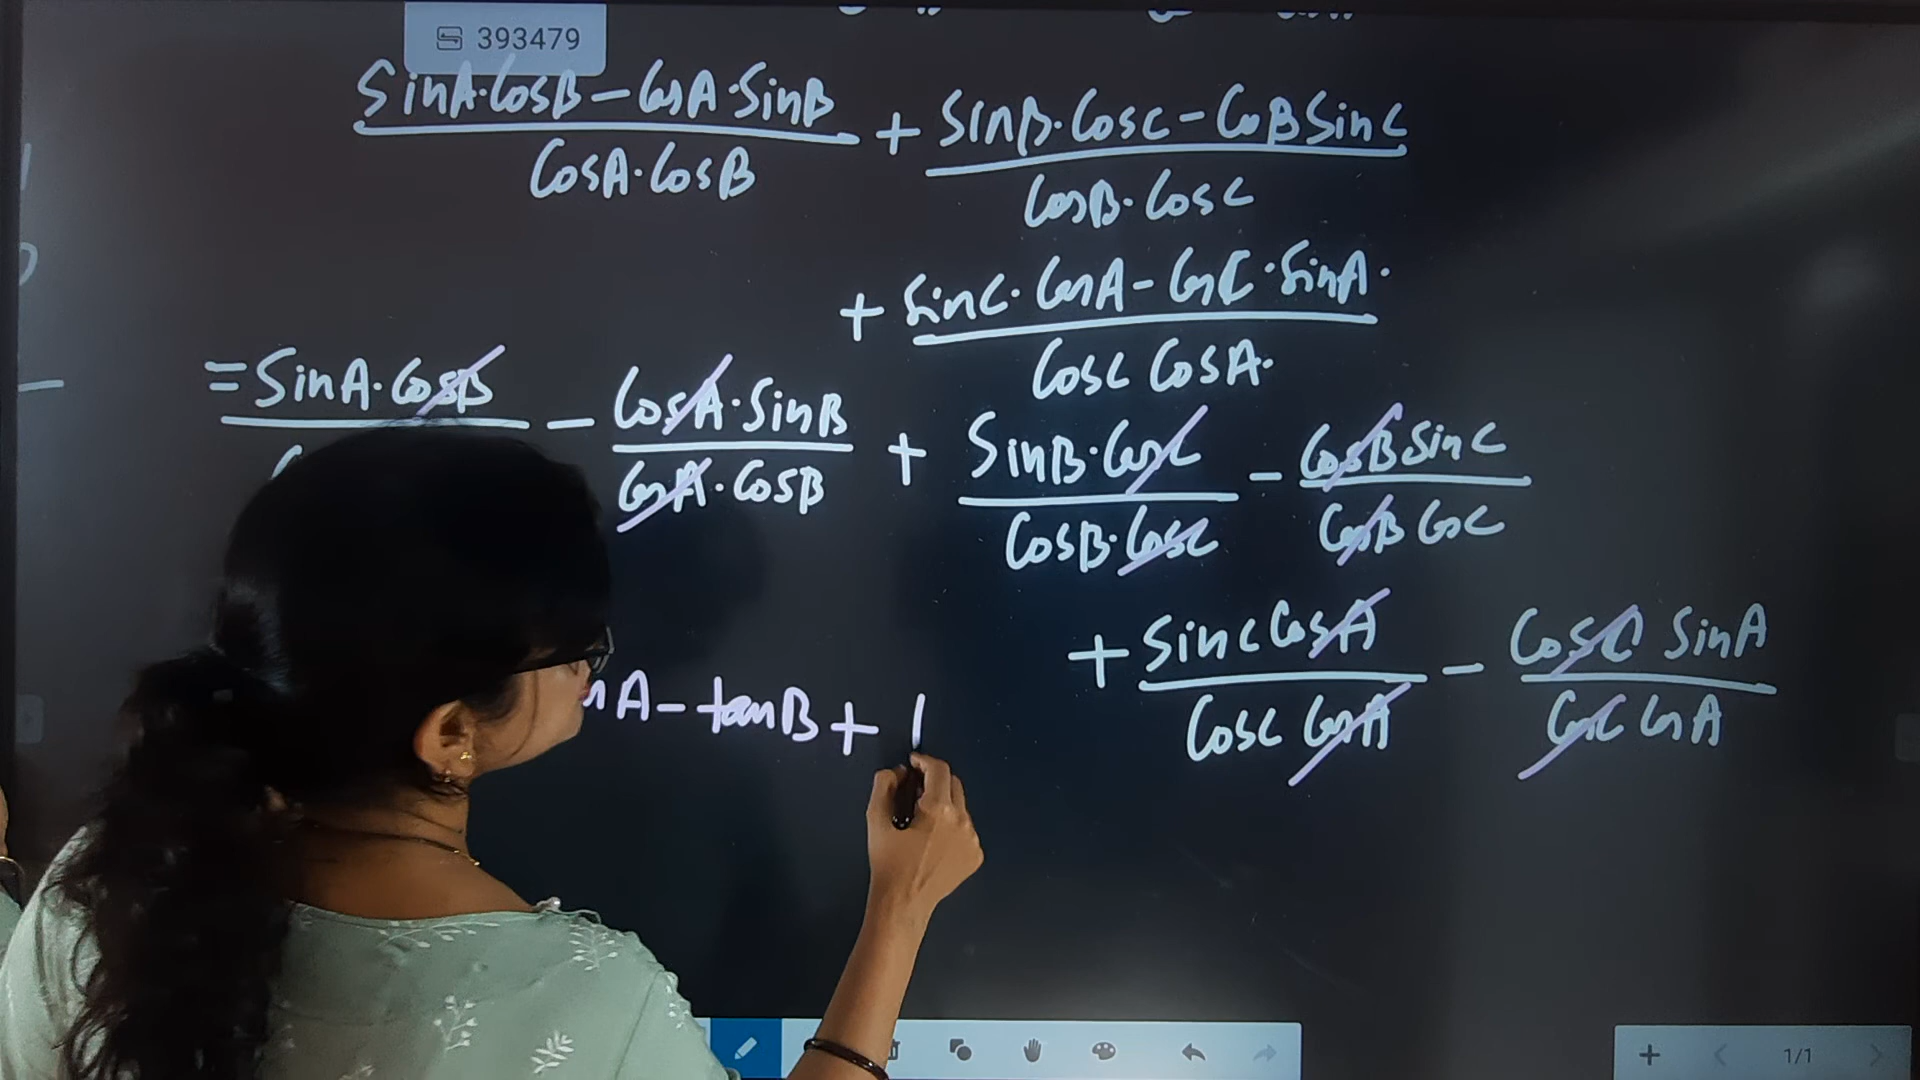 393479
SinA·CosB - CosA·SinB / CosA·CosB + SinB·CosC - CosB SinC / CosB·CosC
+ SinC·CosA - CosC·SinA· / CosC CosA·
= SinA·CosB - CosA·SinB / CosA·CosB + SinB·CosC / CosB·CosC - CosB SinC / CosB CosC
+ SinC CosA / CosC CosA - CosC SinA / CosC CosA
A - tanB +
1/1